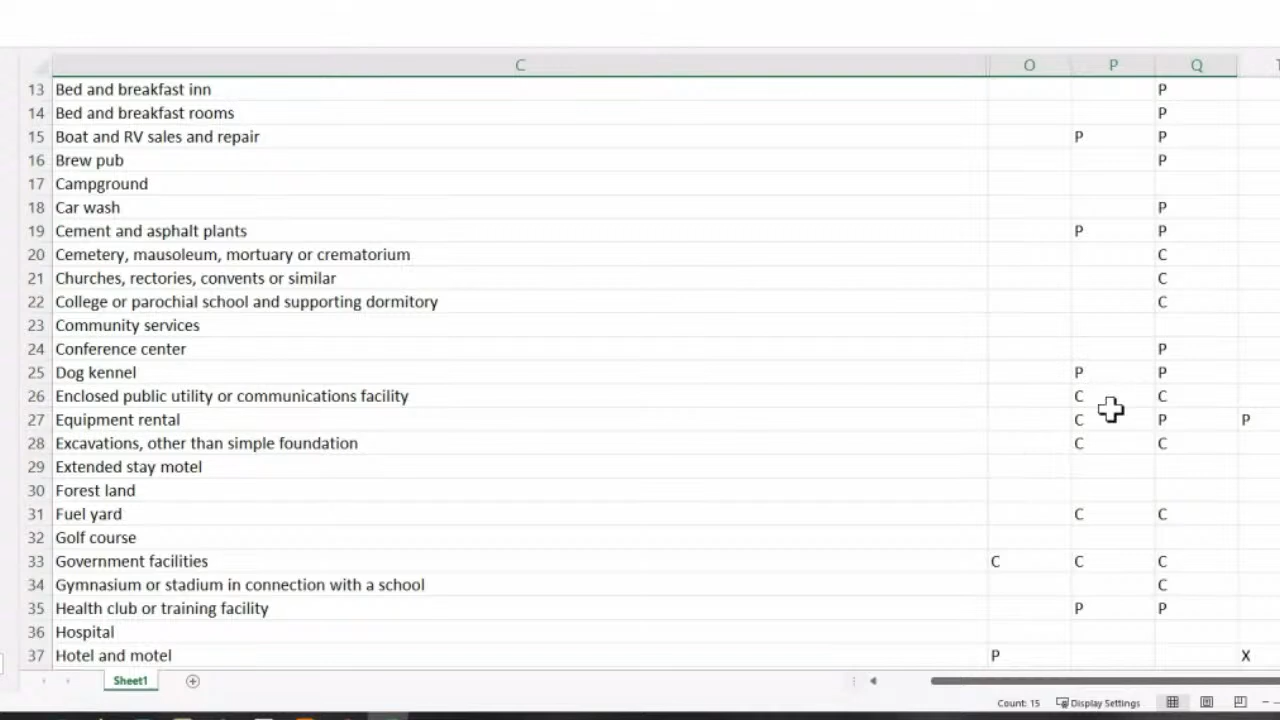 C O P Q
13 Bed and breakfast inn P
14 Bed and breakfast rooms P
15 Boat and RV sales and repair P P
16 Brew pub P
17 Campground
18 Car wash P
19 Cement and asphalt plants P P
20 Cemetery, mausoleum, mortuary or crematorium C
21 Churches, rectories, convents or similar C
22 College or parochial school and supporting dormitory C
23 Community services
24 Conference center P
25 Dog kennel P P
26 Enclosed public utility or communications facility C C
27 Equipment rental C P P
28 Excavations, other than simple foundation C C
29 Extended stay motel
30 Forest land
31 Fuel yard C C
32 Golf course
33 Government facilities C C C
34 Gymnasium or stadium in connection with a school C
35 Health club or training facility P P
36 Hospital
37 Hotel and motel P X
Sheet1
Count: 15 Display Settings